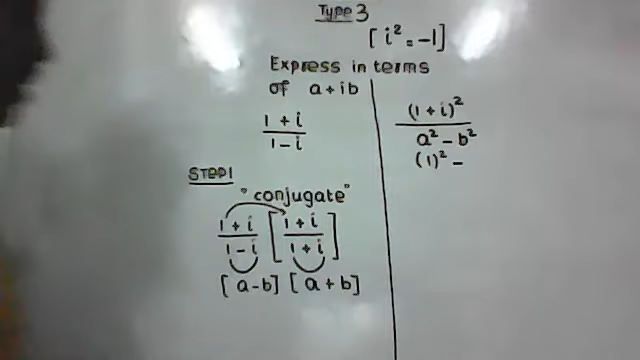 Type 3
[ i² = -1 ]
Express in terms
of a + ib
1 + i
1 - i
STEP 1
"conjugate"
1 + i [ 1 + i ]
1 - i [ 1 + i ]
[ a - b ] [ a + b ]
(1 + i)²
a² - b²
(1)² -